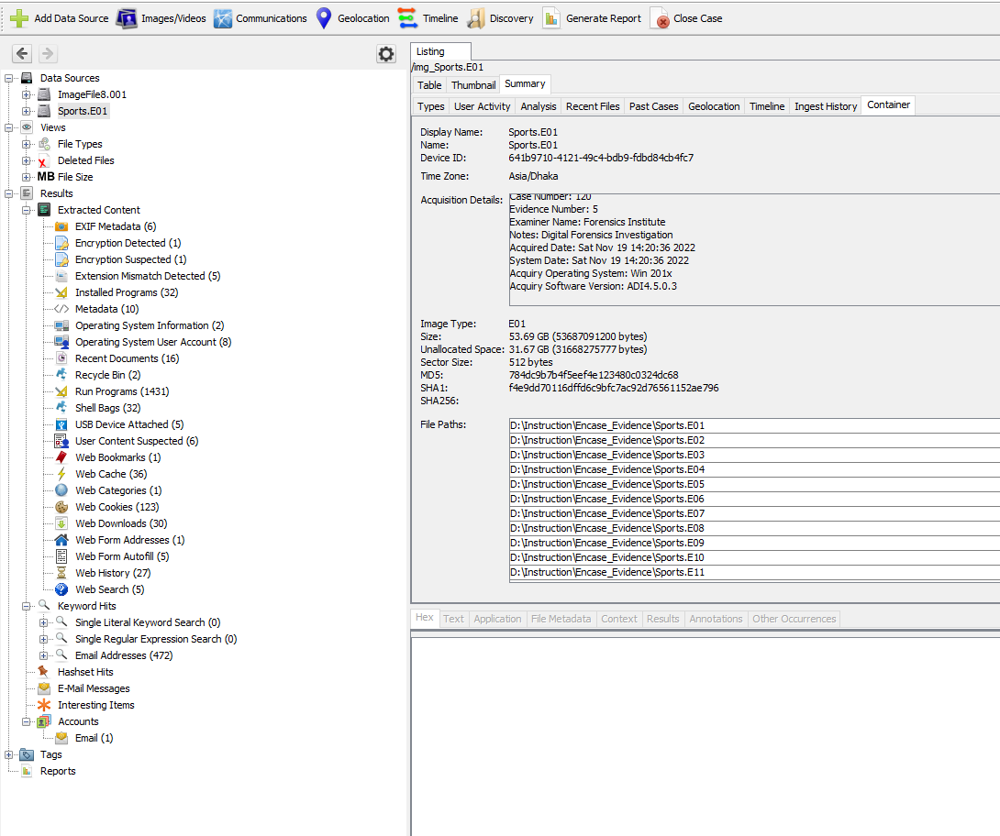 Add Data Source Images/Videos Communications Geolocation Timeline Discovery Generate Report Close Case
Data Sources
ImageFile8.001
Sports.E01
Views
File Types
Deleted Files
MB File Size
Results
Extracted Content
EXIF Metadata (6)
Encryption Detected (1)
Encryption Suspected (1)
Extension Mismatch Detected (5)
Installed Programs (32)
Metadata (10)
Operating System Information (2)
Operating System User Account (8)
Recent Documents (16)
Recycle Bin (2)
Run Programs (1431)
Shell Bags (32)
USB Device Attached (5)
User Content Suspected (6)
Web Bookmarks (1)
Web Cache (36)
Web Categories (1)
Web Cookies (123)
Web Downloads (30)
Web Form Addresses (1)
Web Form Autofill (5)
Web History (27)
Web Search (5)
Keyword Hits
Single Literal Keyword Search (0)
Single Regular Expression Search (0)
Email Addresses (472)
Hashset Hits
E-Mail Messages
Interesting Items
Accounts
Email (1)
Tags
Reports
Listing
/img_Sports.E01
Table Thumbnail Summary
Types User Activity Analysis Recent Files Past Cases Geolocation Timeline Ingest History Container
Display Name: Sports.E01
Name: Sports.E01
Device ID: 641b9710-4121-49c4-bdb9-fdbd84cb4fc7
Time Zone: Asia/Dhaka
Acquisition Details: Case Number: 120
Evidence Number: 5
Examiner Name: Forensics Institute
Notes: Digital Forensics Investigation
Acquired Date: Sat Nov 19 14:20:36 2022
System Date: Sat Nov 19 14:20:36 2022
Acquiry Operating System: Win 201x
Acquiry Software Version: ADI4.5.0.3
Image Type: E01
Size: 53.69 GB (53687091200 bytes)
Unallocated Space: 31.67 GB (31668275777 bytes)
Sector Size: 512 bytes
MD5: 784dc9b7b4f5eef4e123480c0324dc68
SHA1: f4e9dd70116dffd6c9bfc7ac92d76561152ae796
SHA256:
File Paths: D:\Instruction\Encase_Evidence\Sports.E01
D:\Instruction\Encase_Evidence\Sports.E02
D:\Instruction\Encase_Evidence\Sports.E03
D:\Instruction\Encase_Evidence\Sports.E04
D:\Instruction\Encase_Evidence\Sports.E05
D:\Instruction\Encase_Evidence\Sports.E06
D:\Instruction\Encase_Evidence\Sports.E07
D:\Instruction\Encase_Evidence\Sports.E08
D:\Instruction\Encase_Evidence\Sports.E09
D:\Instruction\Encase_Evidence\Sports.E10
D:\Instruction\Encase_Evidence\Sports.E11
Hex Text Application File Metadata Context Results Annotations Other Occurrences